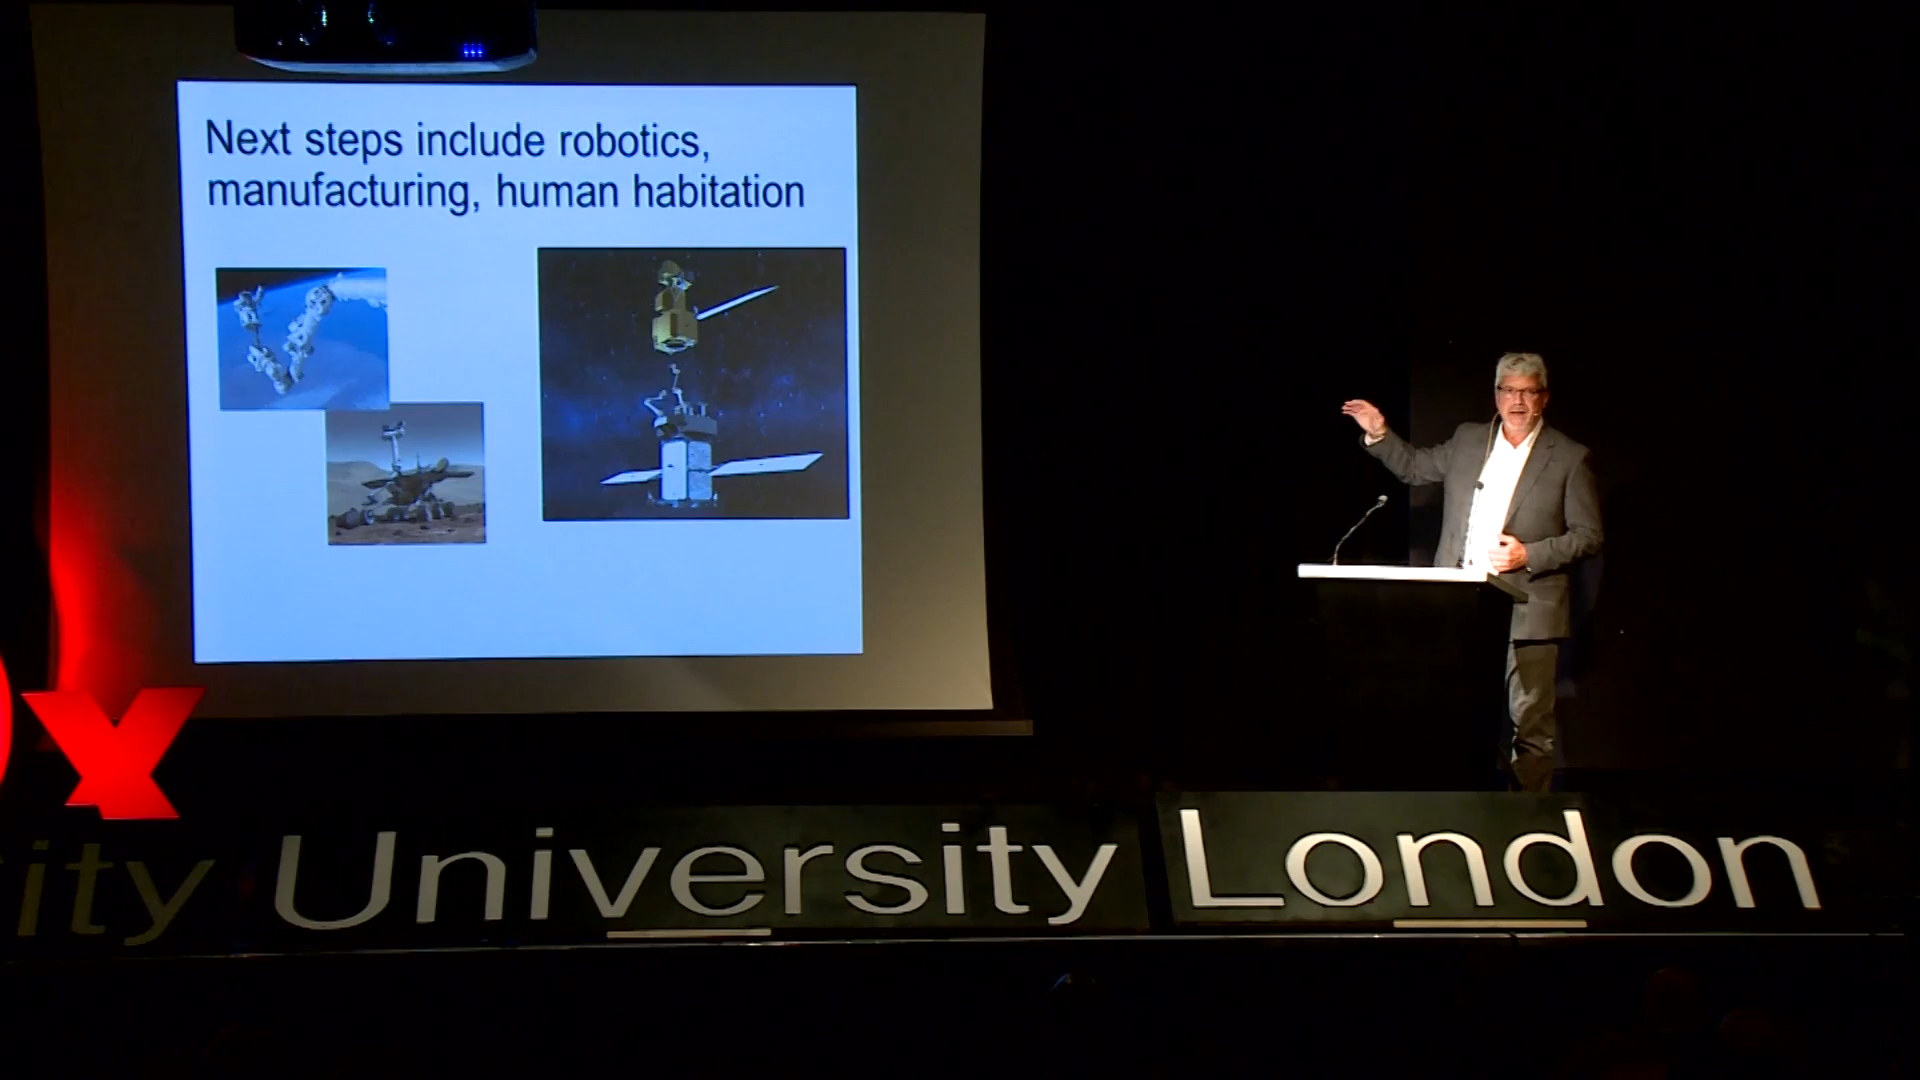 Next steps include robotics,
manufacturing, human habitation
x
ity University London